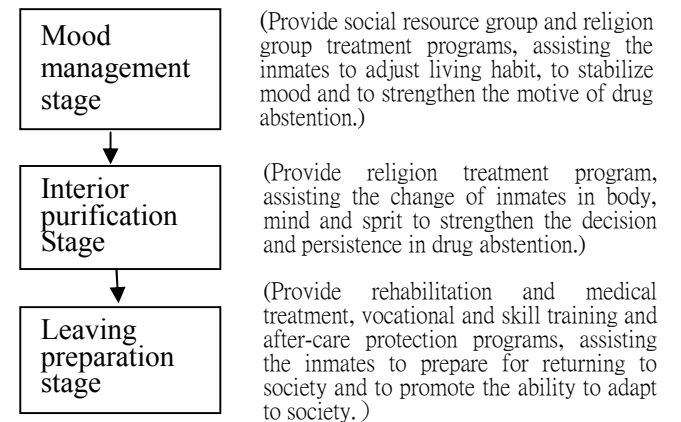 Mood
management
stage
(Provide social resource group and religion
group treatment programs, assisting the
inmates to adjust living habit, to stabilize
mood and to strengthen the motive of drug
abstention.)
Interior
purification
Stage
(Provide religion treatment program,
assisting the change of inmates in body,
mind and sprit to strengthen the decision
and persistence in drug abstention.)
Leaving
preparation
stage
(Provide rehabilitation and medical
treatment, vocational and skill training and
after-care protection programs, assisting
the inmates to prepare for returning to
society and to promote the ability to adapt
to society. )